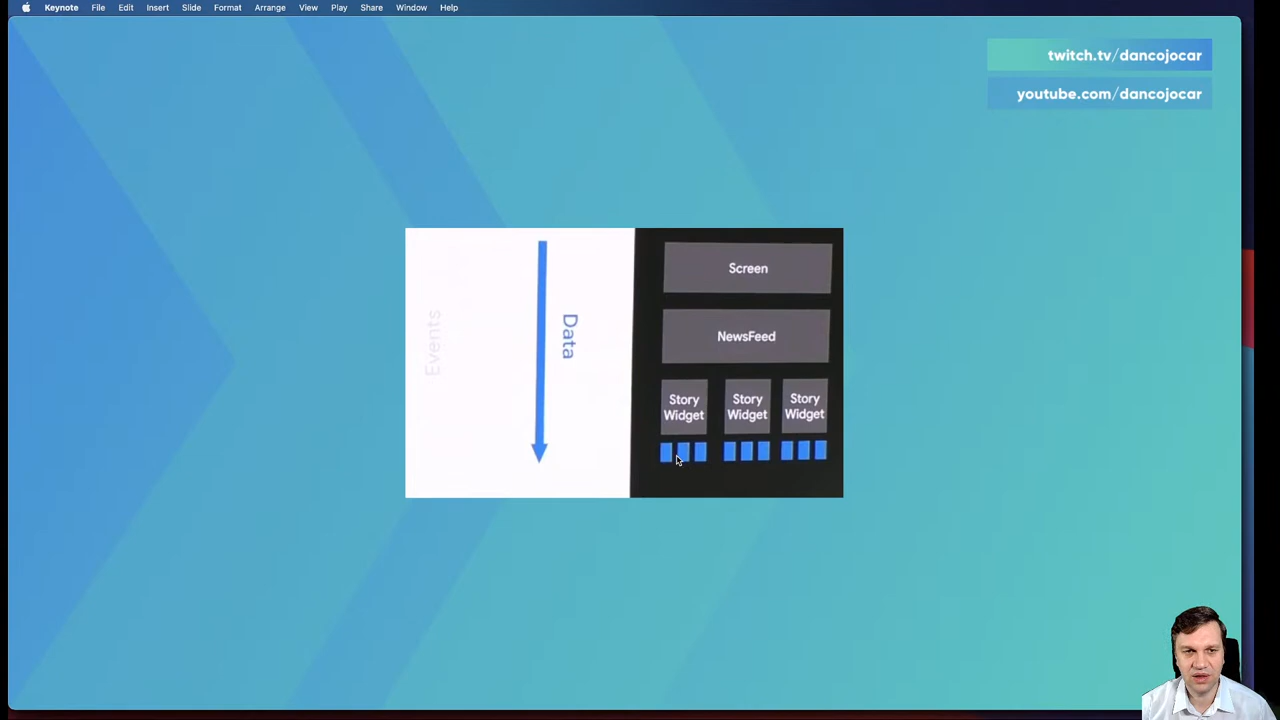 Keynote File Edit Insert Slide Format Arrange View Play Share Window Help
twitch.tv/dancojocar
youtube.com/dancojocar
Events
Data
Screen
NewsFeed
Story Widget
Story Widget
Story Widget